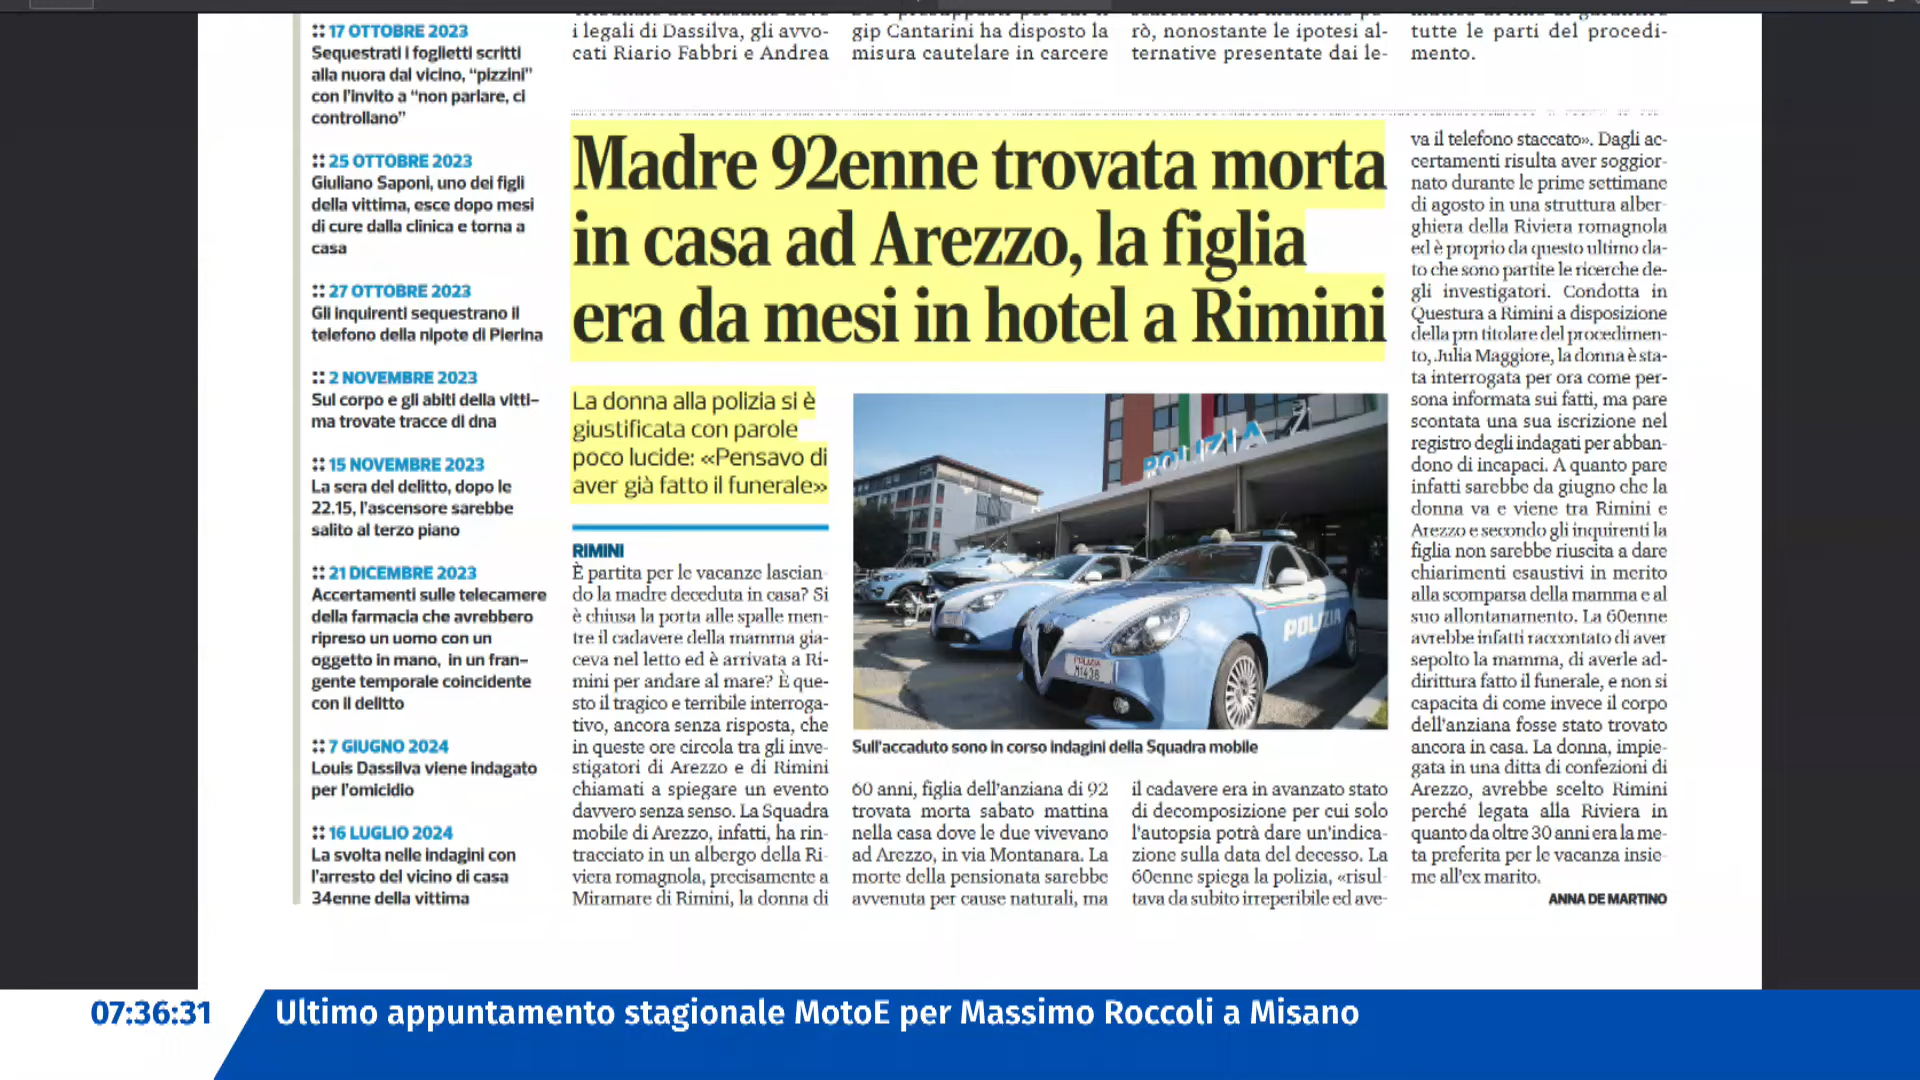 17 OTTOBRE 2023
Sequestrati i foglietti scritti
alla nuora dal vicino, “pizzini”
con l’invito a “non parlare, ci
controllano”
25 OTTOBRE 2023
Giuliano Saponi, uno dei figli
della vittima, esce dopo mesi
di cure dalla clinica e torna a
casa
27 OTTOBRE 2023
Gli inquirenti sequestrano il
telefono della nipote di Pierina
2 NOVEMBRE 2023
Sul corpo e gli abiti della vitti-
ma trovate tracce di dna
15 NOVEMBRE 2023
La sera del delitto, dopo le
22.15, l’ascensore sarebbe
salito al terzo piano
21 DICEMBRE 2023
Accertamenti sulle telecamere
della farmacia che avrebbero
ripreso un uomo con un
oggetto in mano, in un fran-
gente temporale coincidente
con il delitto
7 GIUGNO 2024
Louis Dassilva viene indagato
per l’omicidio
16 LUGLIO 2024
La svolta nelle indagini con
l’arresto del vicino di casa
34enne della vittima
i legali di Dassilva, gli avvo-
cati Riario Fabbri e Andrea
gip Cantarini ha disposto la
misura cautelare in carcere
rò, nonostante le ipotesi al-
ternative presentate dai le-
tutte le parti del procedi-
mento.
Madre 92enne trovata morta
in casa ad Arezzo, la figlia
era da mesi in hotel a Rimini
La donna alla polizia si è
giustificata con parole
poco lucide: «Pensavo di
aver già fatto il funerale»
RIMINI
È partita per le vacanze lascian-
do la madre deceduta in casa? Si
è chiusa la porta alle spalle men-
tre il cadavere della mamma gia-
ceva nel letto ed è arrivata a Ri-
mini per andare al mare? È que-
sto il tragico e terribile interroga-
tivo, ancora senza risposta, che
in queste ore circola tra gli inve-
stigatori di Arezzo e di Rimini
chiamati a spiegare un evento
davvero senza senso. La Squadra
mobile di Arezzo, infatti, ha rin-
tracciato in un albergo della Ri-
viera romagnola, precisamente a
Miramare di Rimini, la donna di
POLIZIA
POLIZIA
POLIZIA
M1438
Sull’accaduto sono in corso indagini della Squadra mobile
60 anni, figlia dell’anziana di 92
trovata morta sabato mattina
nella casa dove le due vivevano
ad Arezzo, in via Montanara. La
morte della pensionata sarebbe
avvenuta per cause naturali, ma
il cadavere era in avanzato stato
di decomposizione per cui solo
l’autopsia potrà dare un’indica-
zione sulla data del decesso. La
60enne spiega la polizia, «risul-
tava da subito irreperibile ed ave-
va il telefono staccato». Dagli ac-
certamenti risulta aver soggior-
nato durante le prime settimane
di agosto in una struttura alber-
ghiera della Riviera romagnola
ed è proprio da questo ultimo da-
to che sono partite le ricerche de-
gli investigatori. Condotta in
Questura a Rimini a disposizione
della pm titolare del procedimen-
to, Julia Maggiore, la donna è sta-
ta interrogata per ora come per-
sona informata sui fatti, ma pare
scontata una sua iscrizione nel
registro degli indagati per abban-
dono di incapaci. A quanto pare
infatti sarebbe da giugno che la
donna va e viene tra Rimini e
Arezzo e secondo gli inquirenti la
figlia non sarebbe riuscita a dare
chiarimenti esaustivi in merito
alla scomparsa della mamma e al
suo allontanamento. La 60enne
avrebbe infatti raccontato di aver
sepolto la mamma, di averle ad-
dirittura fatto il funerale, e non si
capacita di come invece il corpo
dell’anziana fosse stato trovato
ancora in casa. La donna, impie-
gata in una ditta di confezioni di
Arezzo, avrebbe scelto Rimini
perché legata alla Riviera in
quanto da oltre 30 anni era la me-
ta preferita per le vacanza insie-
me all’ex marito.
ANNA DE MARTINO
07:36:31
Ultimo appuntamento stagionale MotoE per Massimo Roccoli a Misano